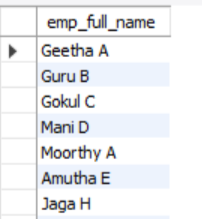 emp_full_name
Geetha A
Guru B
Gokul C
Mani D
Moorthy A
Amutha E
Jaga H